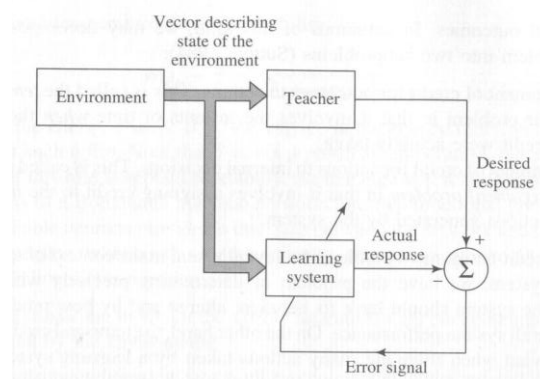 Vector describing
state of the
environment
Environment
Teacher
Desired
response
+
Learning
system
Actual
response
Σ
Error signal